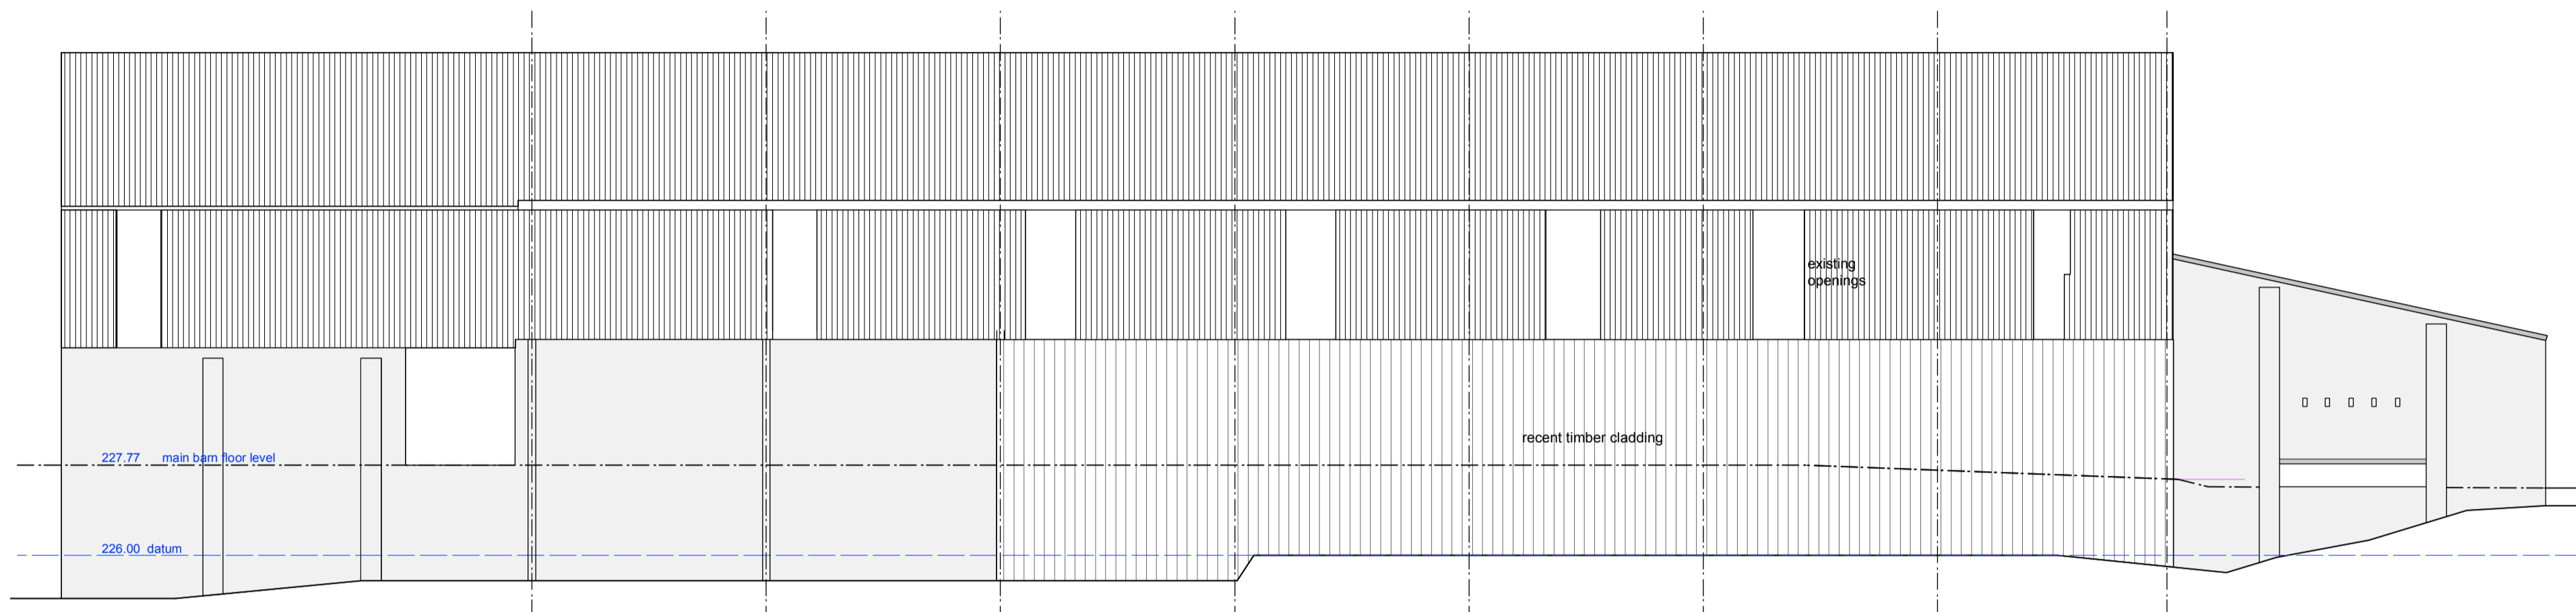 existing
openings
recent timber cladding
227.77 main barn floor level
226.00 datum